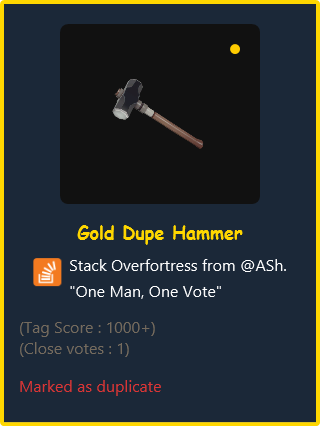 Gold Dupe Hammer
Stack Overfortress from @ASh.
"One Man, One Vote"
(Tag Score : 1000+)
(Close votes : 1)
Marked as duplicate